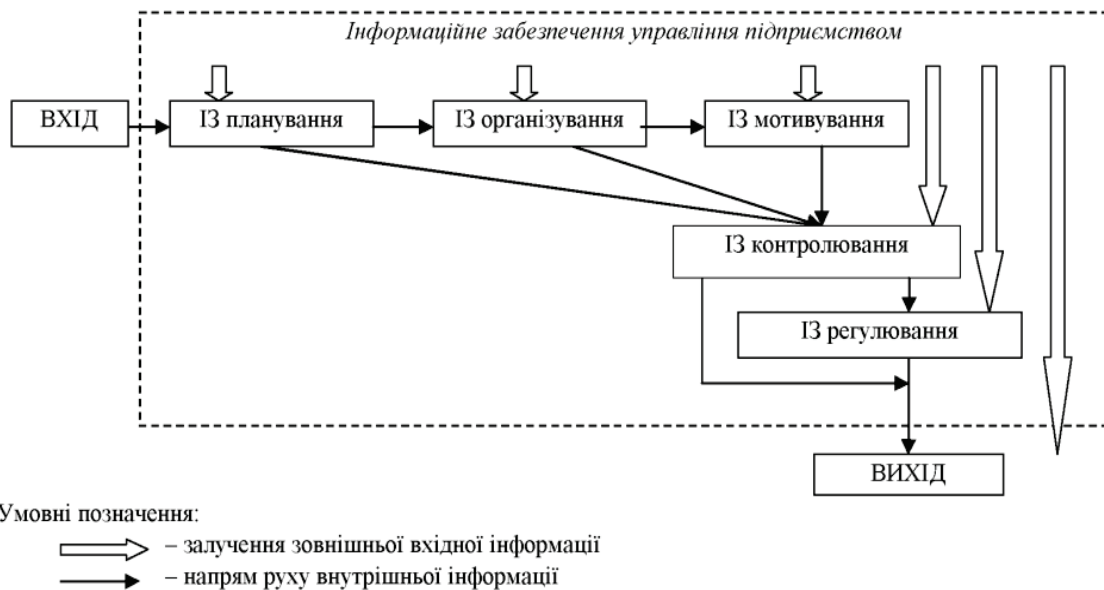 Інформаційне забезпечення управління підприємством
ВХІД
ІЗ планування
ІЗ організування
ІЗ мотивування
ІЗ контролювання
ІЗ регулювання
ВИХІД
Умовні позначення:
– залучення зовнішньої вхідної інформації
– напрям руху внутрішньої інформації